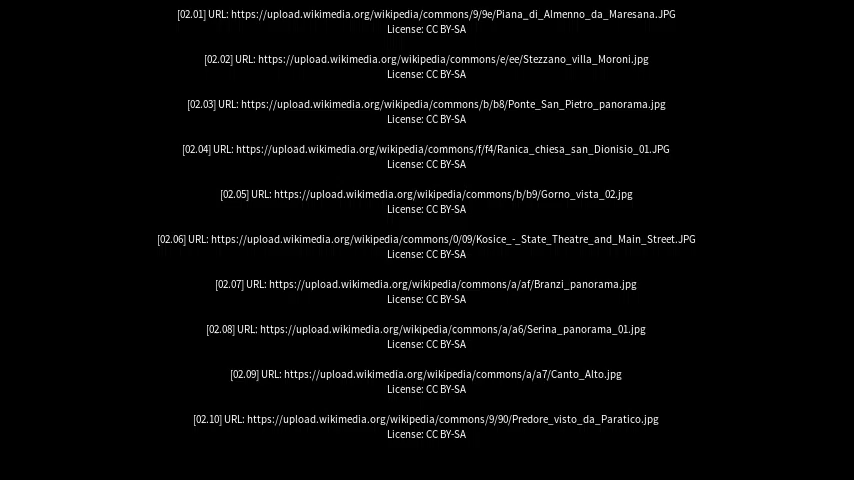 [02.01] URL: https://upload.wikimedia.org/wikipedia/commons/9/9e/Piana_di_Almenno_da_Maresana.JPG
License: CC BY-SA
[02.02] URL: https://upload.wikimedia.org/wikipedia/commons/e/ee/Stezzano_villa_Moroni.jpg
License: CC BY-SA
[02.03] URL: https://upload.wikimedia.org/wikipedia/commons/b/b8/Ponte_San_Pietro_panorama.jpg
License: CC BY-SA
[02.04] URL: https://upload.wikimedia.org/wikipedia/commons/f/f4/Ranica_chiesa_san_Dionisio_01.JPG
License: CC BY-SA
[02.05] URL: https://upload.wikimedia.org/wikipedia/commons/b/b9/Gorno_vista_02.jpg
License: CC BY-SA
[02.06] URL: https://upload.wikimedia.org/wikipedia/commons/0/09/Kosice_-_State_Theatre_and_Main_Street.JPG
License: CC BY-SA
[02.07] URL: https://upload.wikimedia.org/wikipedia/commons/a/af/Branzi_panorama.jpg
License: CC BY-SA
[02.08] URL: https://upload.wikimedia.org/wikipedia/commons/a/a6/Serina_panorama_01.jpg
License: CC BY-SA
[02.09] URL: https://upload.wikimedia.org/wikipedia/commons/a/a7/Canto_Alto.jpg
License: CC BY-SA
[02.10] URL: https://upload.wikimedia.org/wikipedia/commons/9/90/Predore_visto_da_Paratico.jpg
License: CC BY-SA